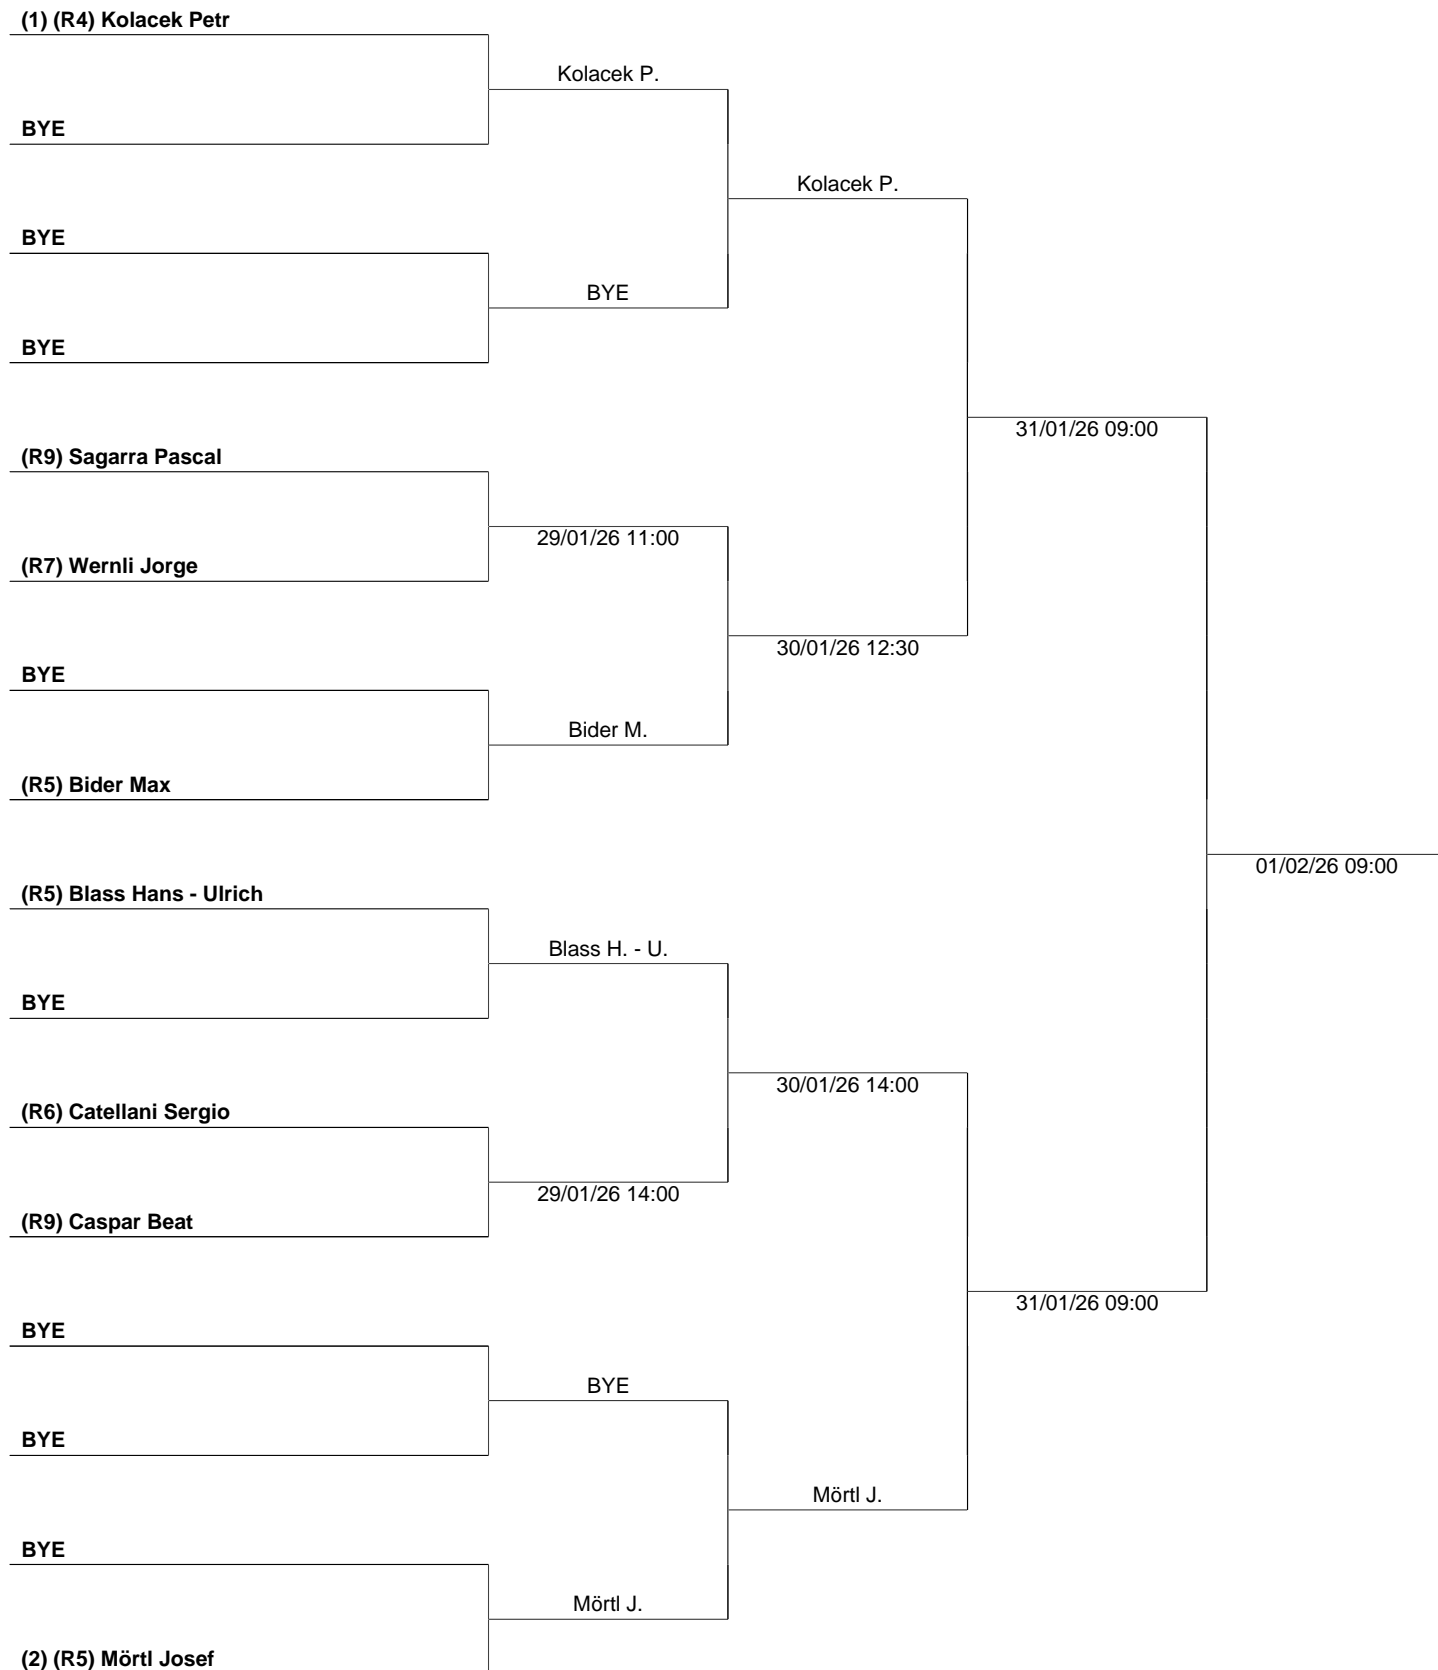 (1) (R4) Kolacek Petr
Kolacek P.
BYE
Kolacek P.
BYE
BYE
BYE
31/01/26 09:00
(R9) Sagarra Pascal
29/01/26 11:00
(R7) Wernli Jorge
30/01/26 12:30
BYE
Bider M.
(R5) Bider Max
01/02/26 09:00
(R5) Blass Hans - Ulrich
Blass H. - U.
BYE
30/01/26 14:00
(R6) Catellani Sergio
29/01/26 14:00
(R9) Caspar Beat
31/01/26 09:00
BYE
BYE
BYE
Mörtl J.
BYE
Mörtl J.
(2) (R5) Mörtl Josef